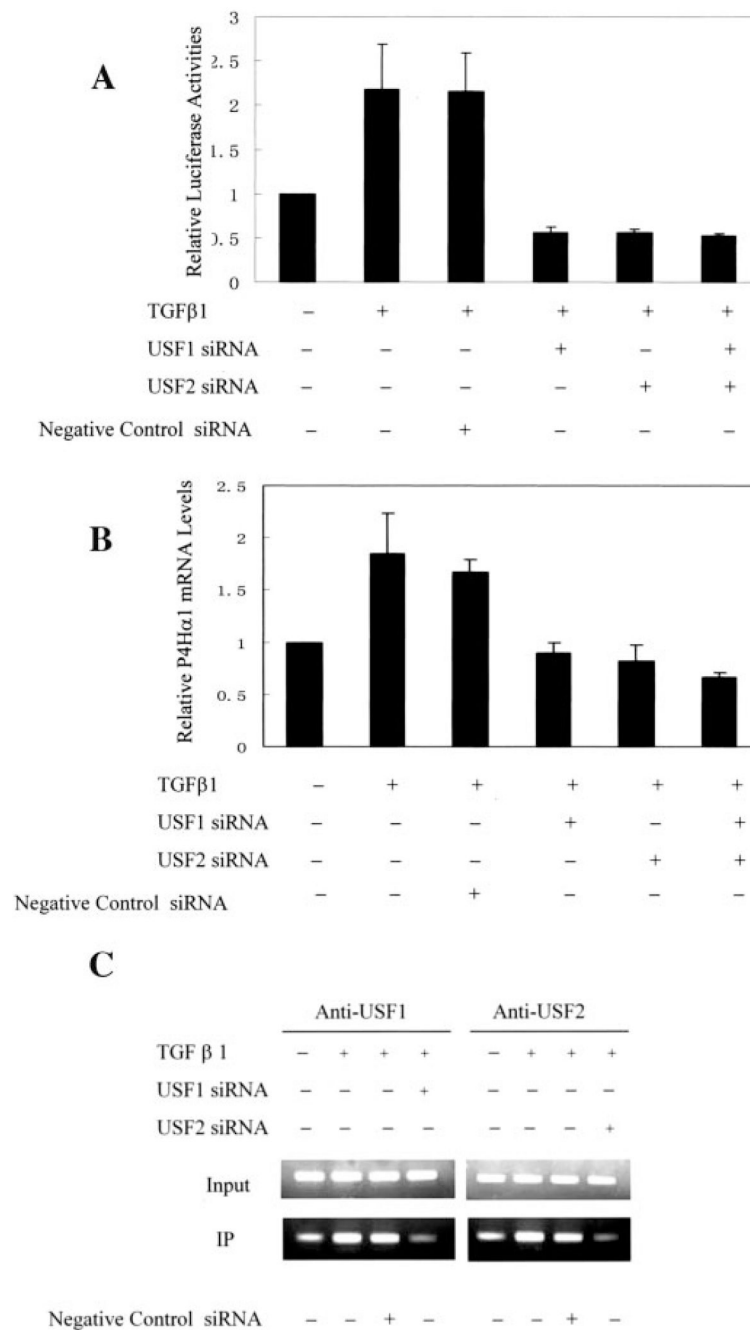 A
Relative Luciferase Activities
3
2.5
2
1.5
1
0.5
0
TGFβ1 – + + + + +
USF1 siRNA – – – + – +
USF2 siRNA – – – – + +
Negative Control siRNA – – + – – –
B
Relative P4Hα1 mRNA Levels
2.5
2
1.5
1
0.5
0
TGFβ1 – + + + + +
USF1 siRNA – – – + – +
USF2 siRNA – – – – + +
Negative Control siRNA – – + – – –
C
Anti-USF1 Anti-USF2
TGF β 1 – + + + – + + +
USF1 siRNA – – – + – – – –
USF2 siRNA – – – – – – – +
Input
IP
Negative Control siRNA – – + – – – + –